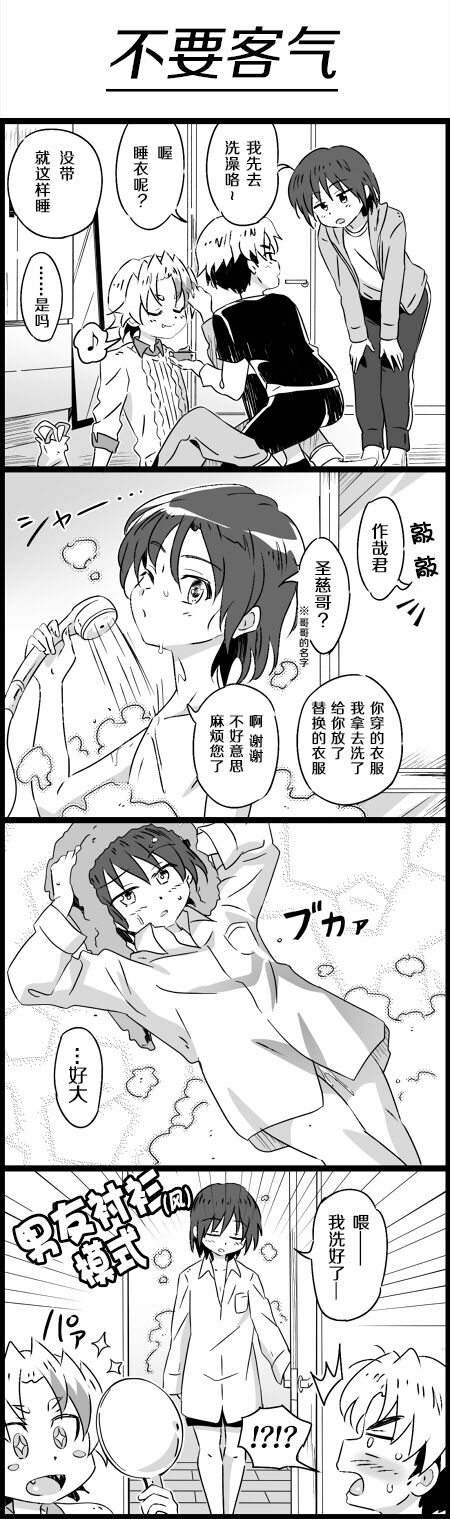 不要客气
我先去
洗澡咯~
喔
睡衣呢？
没带
就这样睡
……是吗
♪
敲
敲
作哉君
圣慈哥？
※哥哥的名字
シャー・・・
你穿的衣服
我拿去洗了
给你放了
替换的衣服
啊 谢谢
不好意思
麻烦您了
ブカァ
…好大
喂——
我洗好了—
男友衬衫(风)
模式
パァ
!?!?